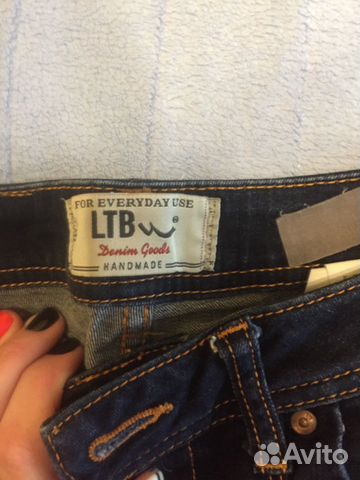 FOR EVERYDAY USE
LTB ®
Denim Goods
HANDMADE
Avito